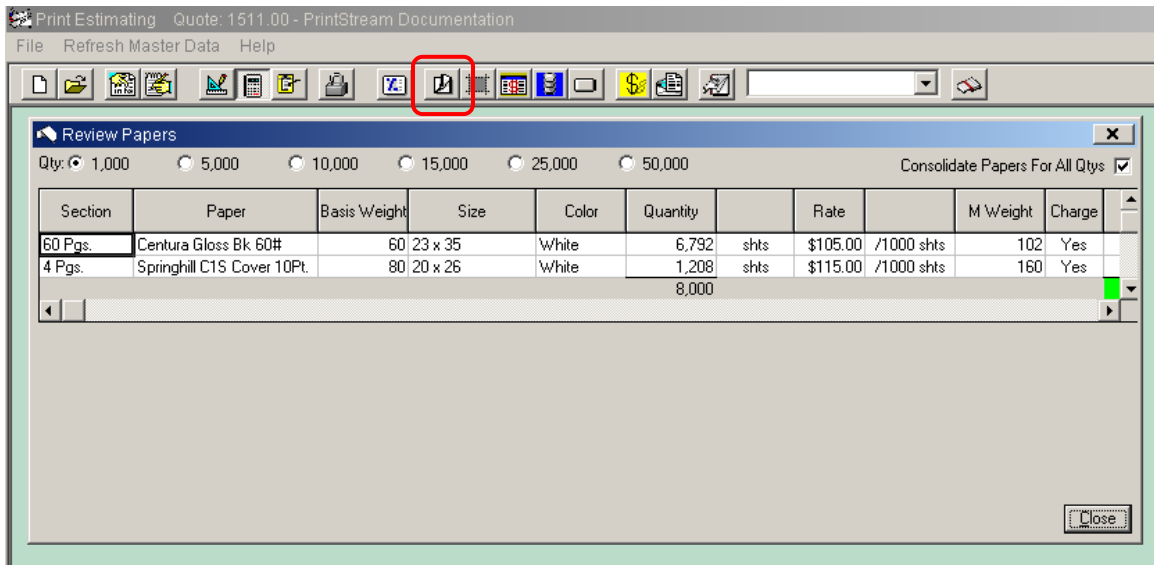 Print Estimating Quote: 1511.00 - PrintStream Documentation
File Refresh Master Data Help
Review Papers
Qty: 1,000 5,000 10,000 15,000 25,000 50,000 Consolidate Papers For All Qtys
Section Paper Basis Weight Size Color Quantity Rate M Weight Charge
60 Pgs. Centura Gloss Bk 60# 60 23 x 35 White 6,792 shts $105.00 /1000 shts 102 Yes
4 Pgs. Springhill C1S Cover 10Pt. 80 20 x 26 White 1,208 shts $115.00 /1000 shts 160 Yes
8,000
Close